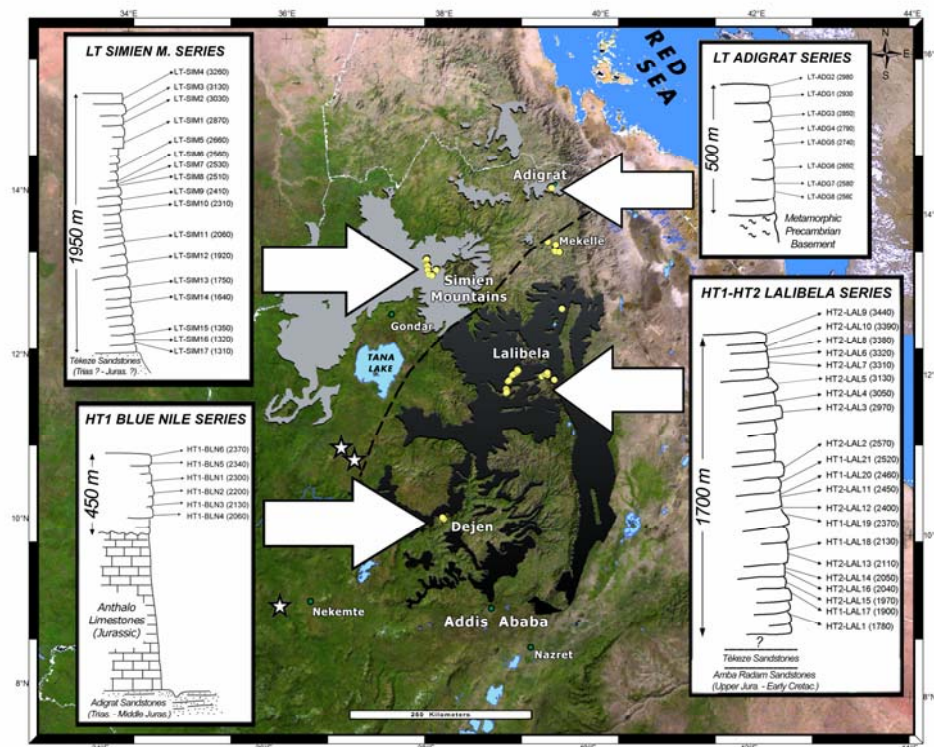 34°E
36°E
38°E
40°E
42°E
44°E
16°N
14°N
12°N
10°N
8°N
16°N
14°N
12°N
10°N
8°N
N
E
S
RED
SEA
LT SIMIEN M. SERIES
LT-SIM4 (3260)
LT-SIM3 (3130)
LT-SIM2 (3030)
LT-SIM1 (2870)
LT-SIM5 (2660)
LT-SIM6 (2560)
LT-SIM7 (2530)
LT-SIM8 (2510)
LT-SIM9 (2410)
LT-SIM10 (2310)
LT-SIM11 (2060)
LT-SIM12 (1920)
LT-SIM13 (1750)
LT-SIM14 (1640)
LT-SIM15 (1350)
LT-SIM16 (1320)
LT-SIM17 (1310)
1950 m
Tèkeze Sandstones
(Trias ? - Juras. ?)
LT ADIGRAT SERIES
LT-ADG2 (2980)
LT-ADG1 (2930)
LT-ADG3 (2850)
LT-ADG4 (2790)
LT-ADG5 (2740)
LT-ADG6 (2650)
LT-ADG7 (2580)
LT-ADG8 (2560)
500 m
Metamorphic
Precambrian
Basement
Adigrat
Mekelle
Simien
Mountains
Gondar
TANA
LAKE
Lalibela
Dejen
Nekemte
Addis Ababa
Nazret
HT1 BLUE NILE SERIES
HT1-BLN6 (2370)
HT1-BLN5 (2340)
HT1-BLN1 (2300)
HT1-BLN2 (2200)
HT1-BLN3 (2130)
HT1-BLN4 (2060)
450 m
Anthalo
Limestones
(Jurassic)
Adigrat Sandstones
(Trias. - Middle Juras.)
HT1-HT2 LALIBELA SERIES
HT2-LAL9 (3440)
HT2-LAL10 (3390)
HT2-LAL8 (3380)
HT2-LAL6 (3320)
HT2-LAL7 (3310)
HT2-LAL5 (3130)
HT2-LAL4 (3050)
HT2-LAL3 (2970)
HT2-LAL2 (2570)
HT1-LAL21 (2520)
HT1-LAL20 (2460)
HT2-LAL11 (2450)
HT2-LAL12 (2400)
HT1-LAL19 (2370)
HT1-LAL18 (2130)
HT2-LAL13 (2110)
HT2-LAL14 (2050)
HT2-LAL16 (2040)
HT2-LAL15 (1970)
HT1-LAL17 (1900)
HT2-LAL1 (1780)
1700 m
?
Tèkeze Sandstones
Amba Radam Sandstones
(Upper Jura. - Early Cretac.)
Kilometers